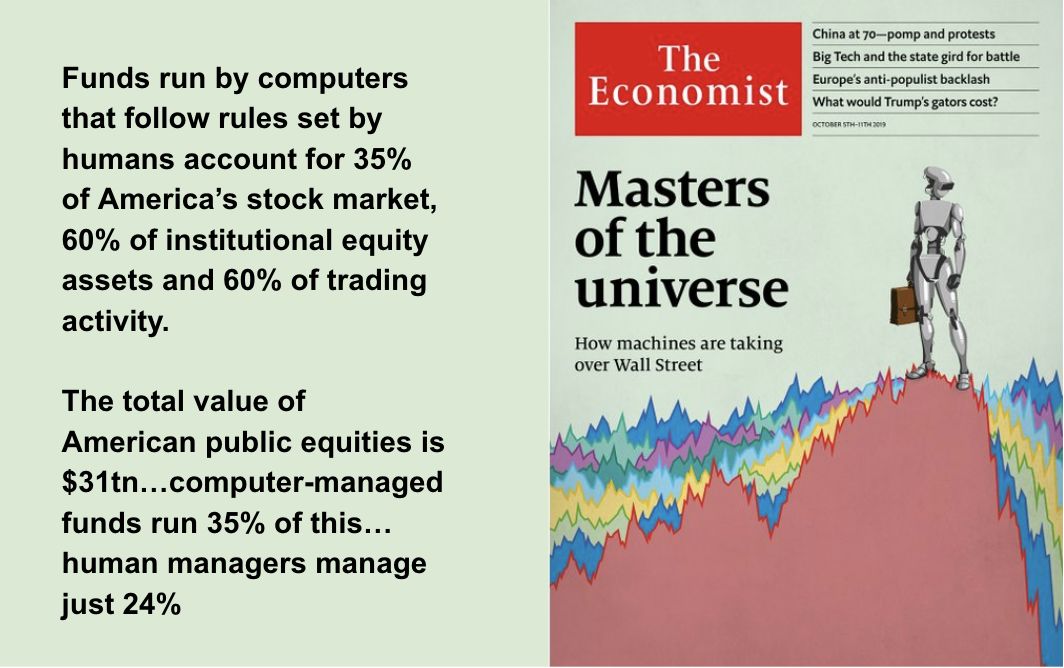 Funds run by computers
that follow rules set by
humans account for 35%
of America’s stock market,
60% of institutional equity
assets and 60% of trading
activity.
The total value of
American public equities is
$31tn…computer-managed
funds run 35% of this…
human managers manage
just 24%
The
Economist
China at 70—pomp and protests
Big Tech and the state gird for battle
Europe’s anti-populist backlash
What would Trump’s gators cost?
OCTOBER 5TH–11TH 2019
Masters
of the
universe
How machines are taking
over Wall Street